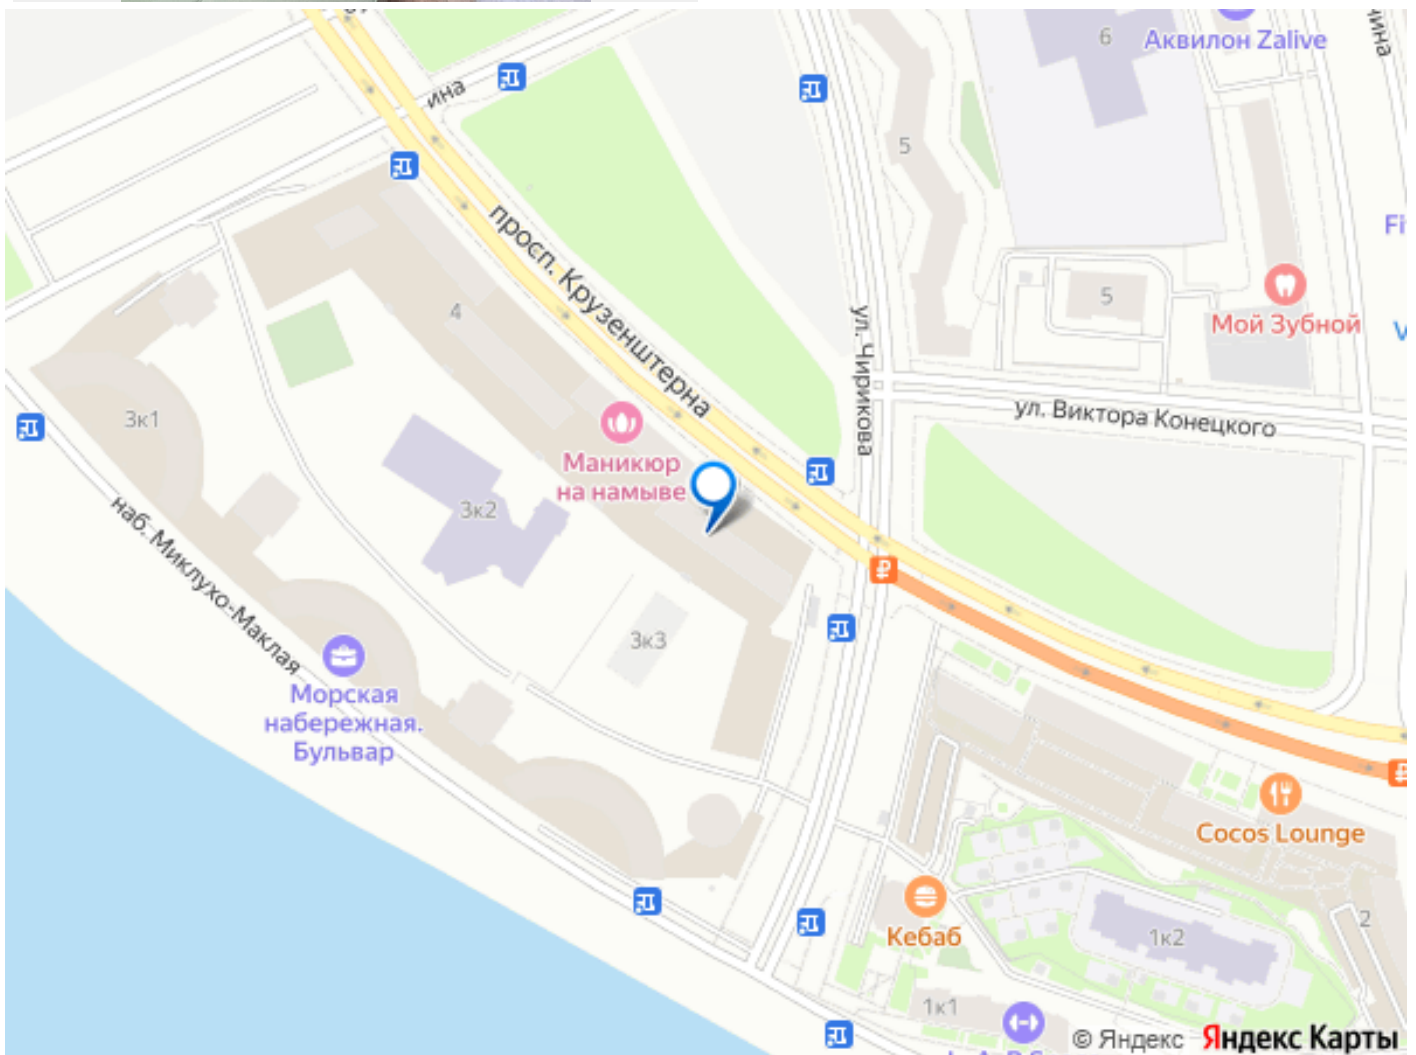 6
Аквилон Zalive
чина
ина
5
просп. Крузенштерна
4
5
Мой Зубной
ул. Чирикова
3к1
ул. Виктора Конецкого
Маникюр
на намыве
3к2
наб. Миклухо-Маклая
3к3
Морская
набережная.
Бульвар
Cocos Lounge
Кебаб
2
1к2
1к1
© Яндекс Яндекс Карты